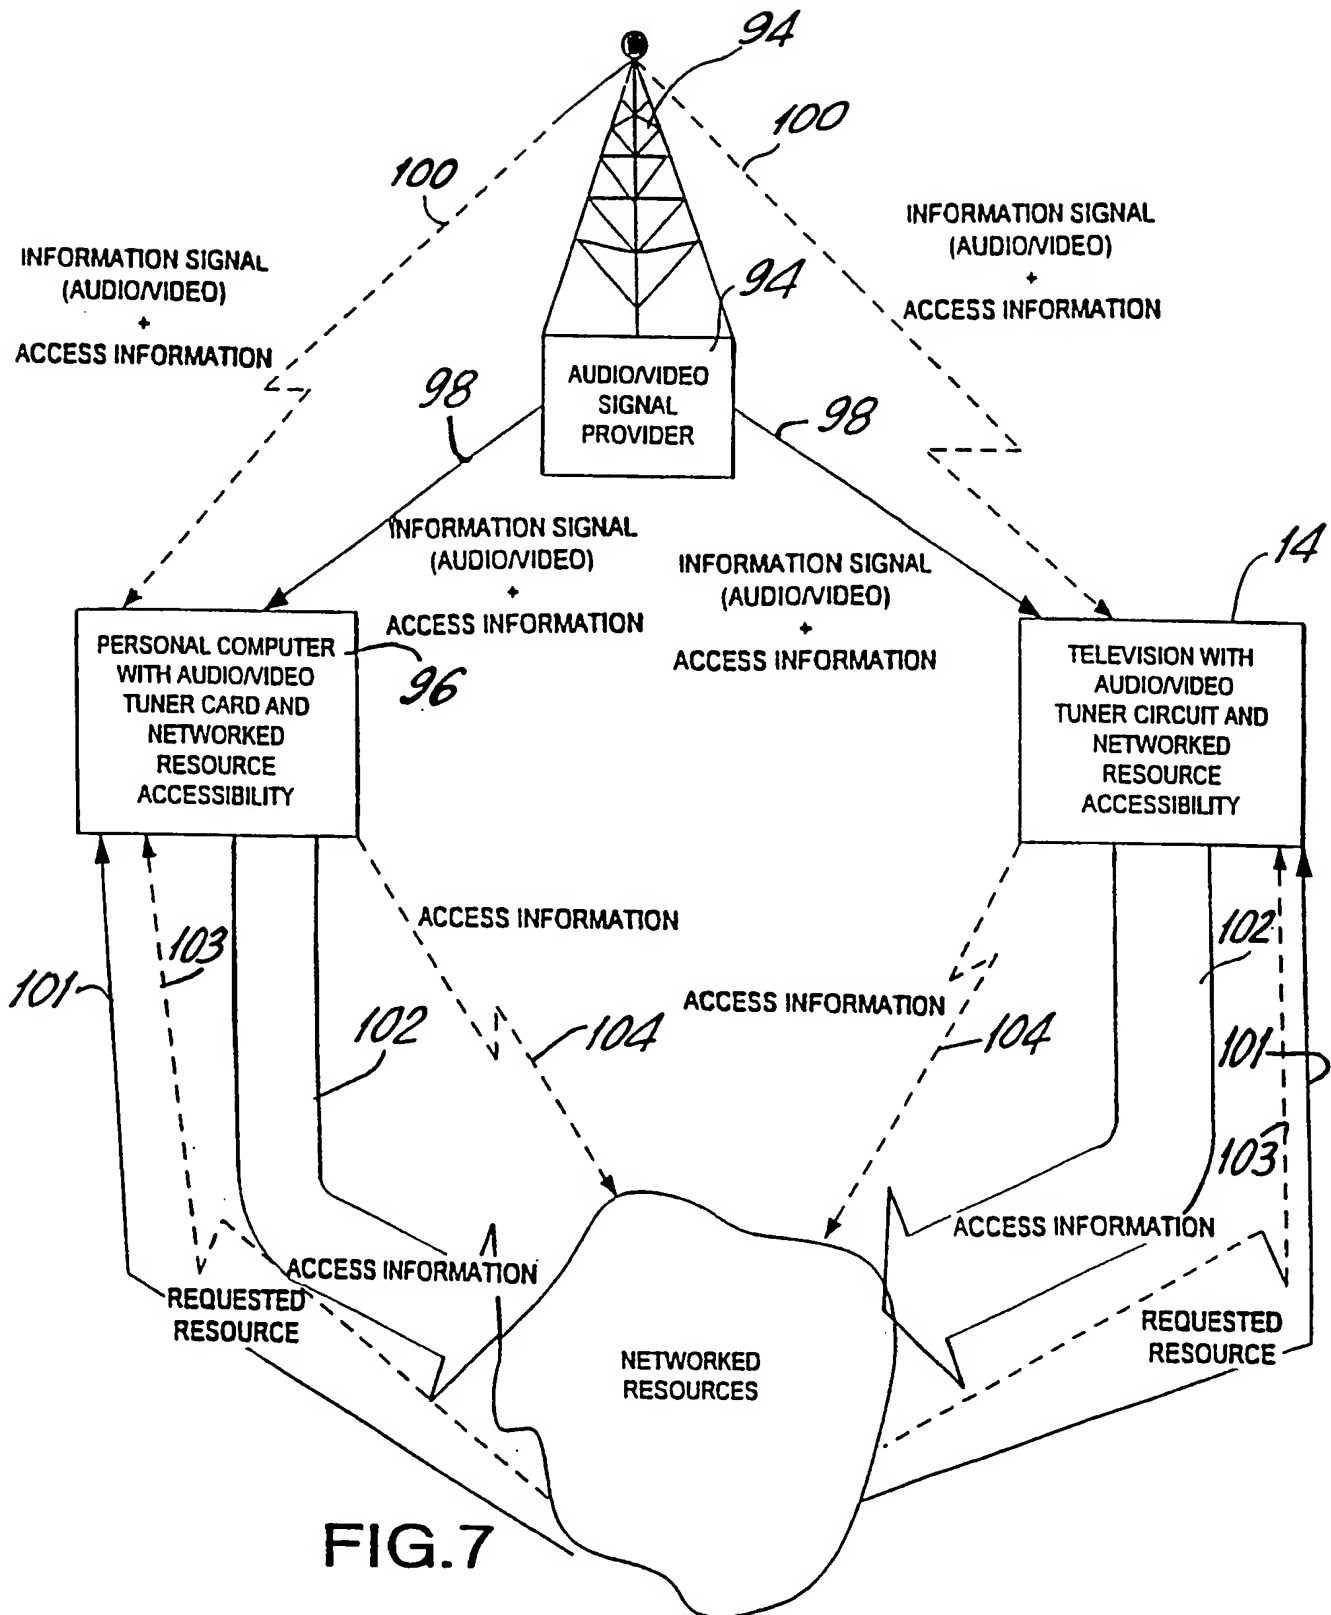 94
100
100
INFORMATION SIGNAL
(AUDIO/VIDEO)
+
ACCESS INFORMATION
INFORMATION SIGNAL
(AUDIO/VIDEO)
+
ACCESS INFORMATION
94
AUDIO/VIDEO
SIGNAL
PROVIDER
98
98
INFORMATION SIGNAL
(AUDIO/VIDEO)
+
ACCESS INFORMATION
INFORMATION SIGNAL
(AUDIO/VIDEO)
+
ACCESS INFORMATION
14
PERSONAL COMPUTER
WITH AUDIO/VIDEO
TUNER CARD AND
NETWORKED
RESOURCE
ACCESSIBILITY
96
TELEVISION WITH
AUDIO/VIDEO
TUNER CIRCUIT AND
NETWORKED
RESOURCE
ACCESSIBILITY
ACCESS INFORMATION
103
101
102
104
ACCESS INFORMATION
104
102
101
103
ACCESS INFORMATION
REQUESTED
RESOURCE
ACCESS INFORMATION
REQUESTED
RESOURCE
NETWORKED
RESOURCES
FIG.7